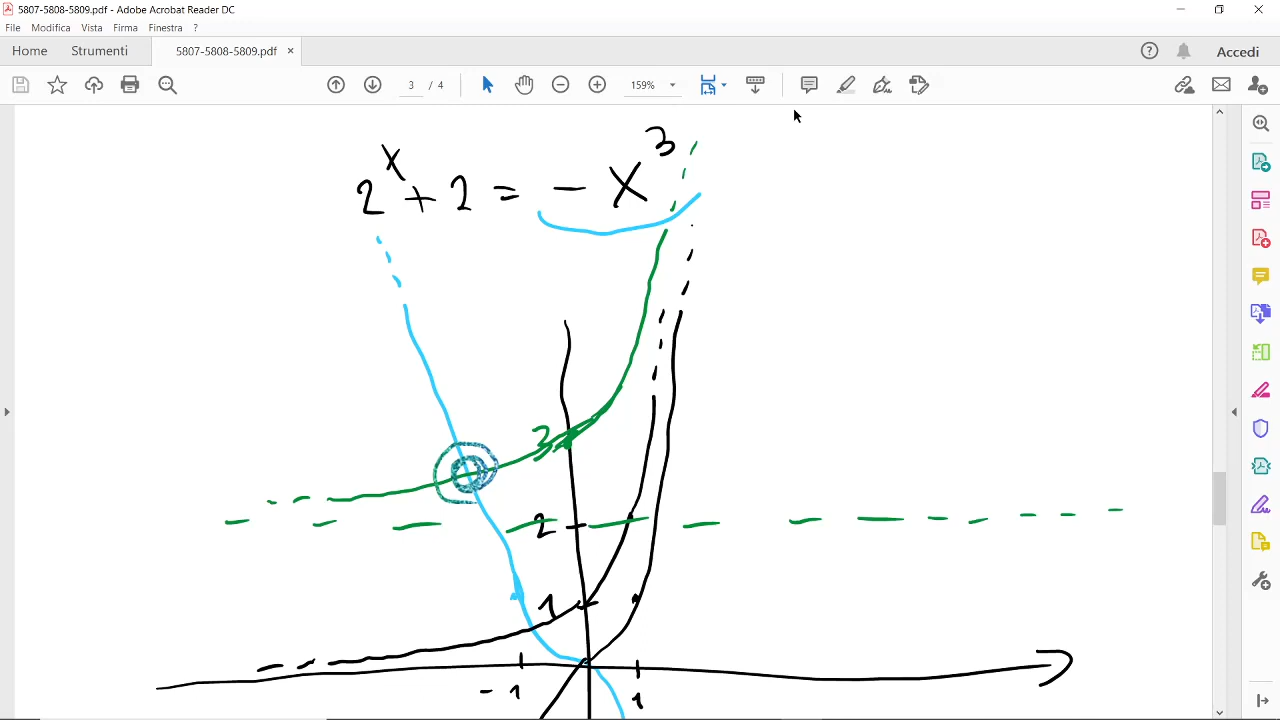 5807-5808-5809.pdf - Adobe Acrobat Reader DC
File Modifica Vista Firma Finestra ?
Home Strumenti 5807-5808-5809.pdf × Accedi
3 / 4 159%
2^x + 2 = - x^3
3
2
1
- 1 1